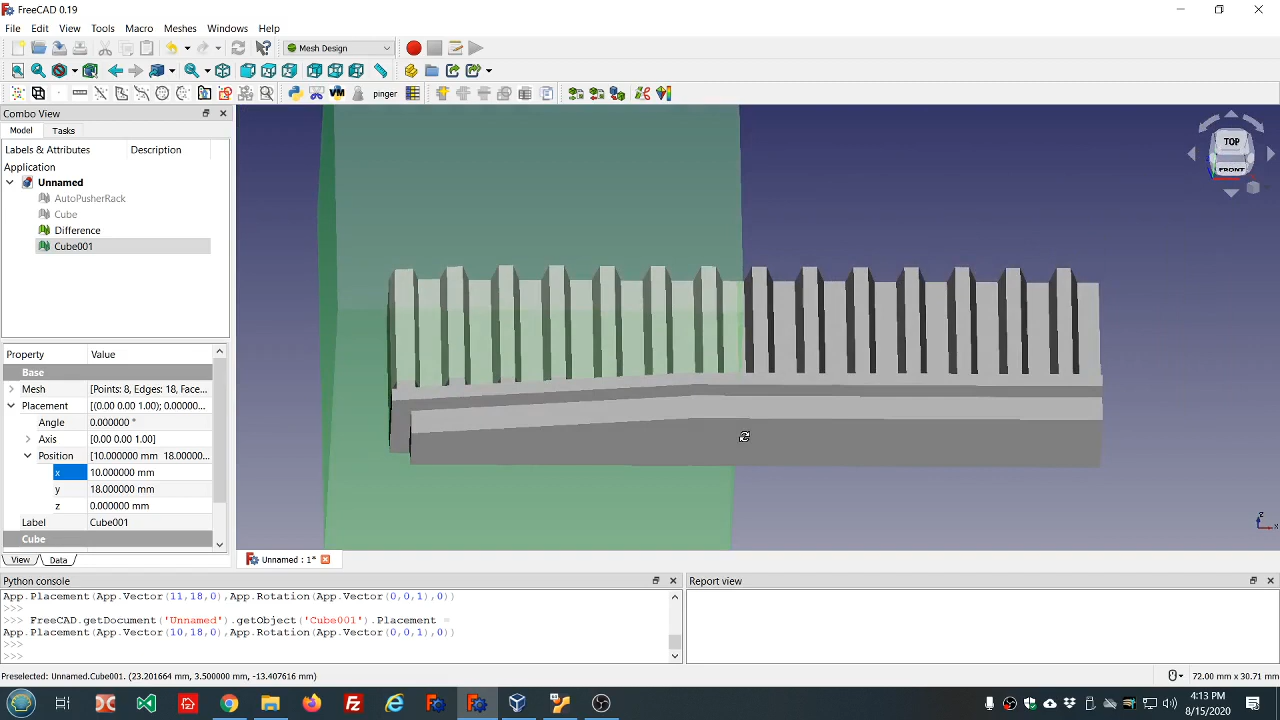 FreeCAD 0.19
File Edit View Tools Macro Meshes Windows Help
Mesh Design
pinger
Combo View
Model Tasks
Labels & Attributes Description
Application
Unnamed
AutoPusherRack
Cube
Difference
Cube001
TOP
FRONT
Property Value
Base
Mesh [Points: 8, Edges: 18, Face...
Placement [(0.00 0.00 1.00); 0.00000...
Angle 0.000000 °
Axis [0.00 0.00 1.00]
Position [10.000000 mm 18.00000...
x 10.000000 mm
y 18.000000 mm
z 0.000000 mm
Label Cube001
Cube
View Data
Unnamed : 1*
Python console
App.Placement(App.Vector(11,18,0),App.Rotation(App.Vector(0,0,1),0))
>>>
>>> FreeCAD.getDocument('Unnamed').getObject('Cube001').Placement =
App.Placement(App.Vector(10,18,0),App.Rotation(App.Vector(0,0,1),0))
>>>
>>>
Report view
Preselected: Unnamed.Cube001. (23.201664 mm, 3.500000 mm, -13.407616 mm)
72.00 mm x 30.71 mm
4:13 PM
8/15/2020